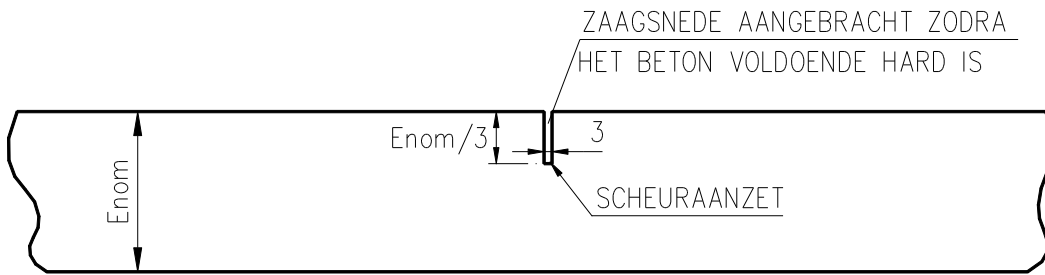 ZAAGSNEDE AANGEBRACHT ZODRA
HET BETON VOLDOENDE HARD IS
Enom/3
3
Enom
SCHEURAANZET